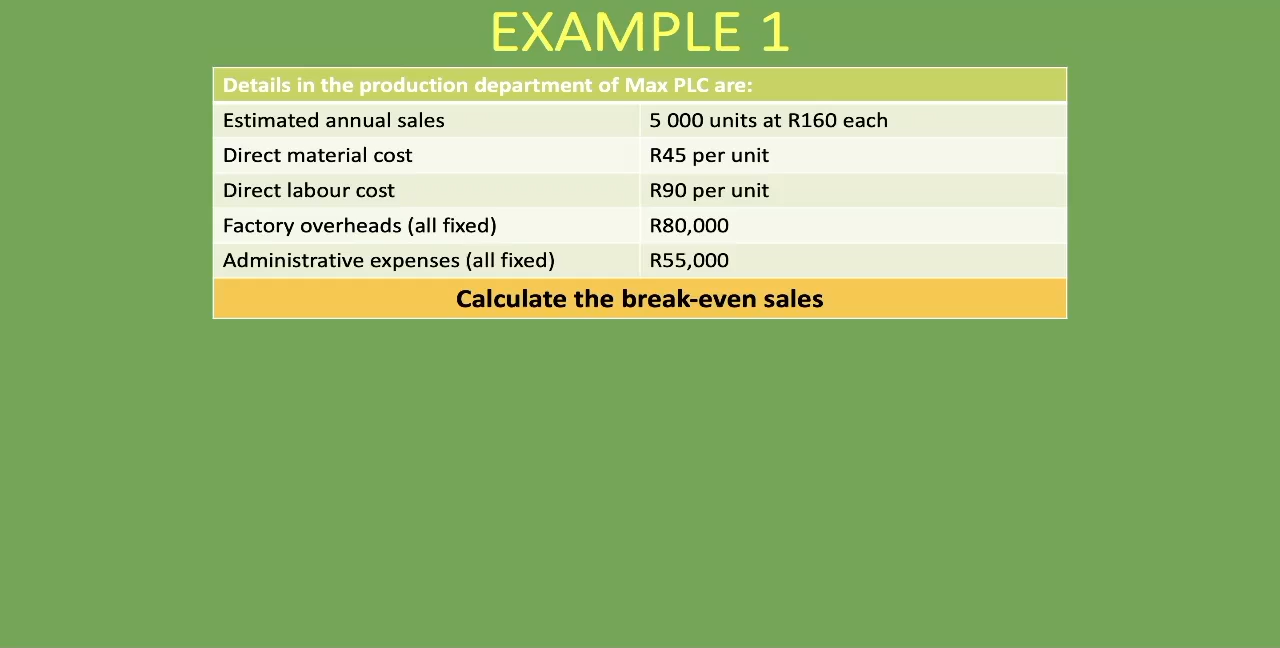 EXAMPLE 1
Details in the production department of Max PLC are:
Estimated annual sales 5 000 units at R160 each
Direct material cost R45 per unit
Direct labour cost R90 per unit
Factory overheads (all fixed) R80,000
Administrative expenses (all fixed) R55,000
Calculate the break-even sales